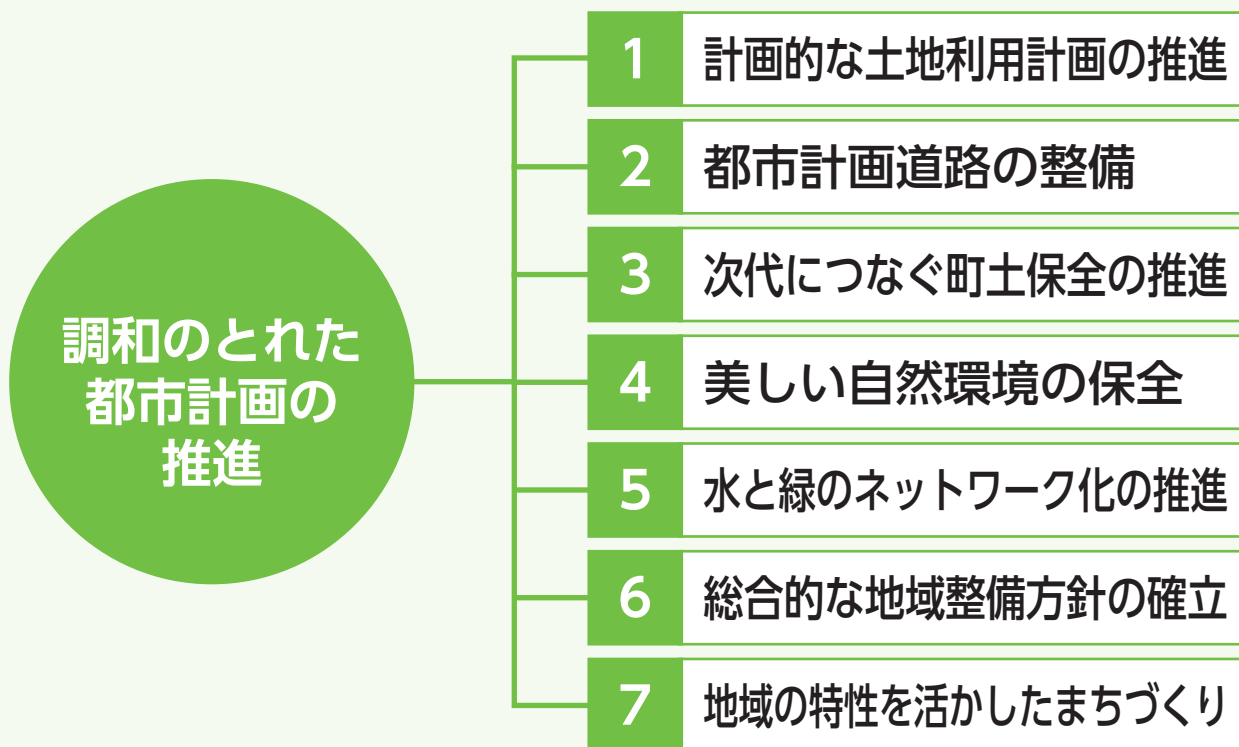 調和のとれた
都市計画の
推進
1 計画的な土地利用計画の推進
2 都市計画道路の整備
3 次代につなぐ町土保全の推進
4 美しい自然環境の保全
5 水と緑のネットワーク化の推進
6 総合的な地域整備方針の確立
7 地域の特性を活かしたまちづくり